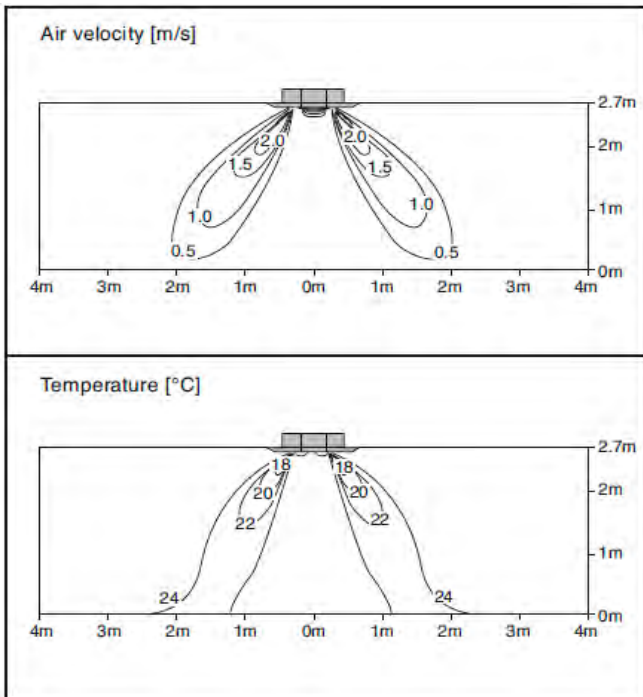 Air velocity [m/s]
2.7m
2.0 2.0 2m
1.5 1.5
1.0 1.0 1m
0.5 0.5
0m
4m 3m 2m 1m 0m 1m 2m 3m 4m
Temperature [°C]
2.7m
18 18
20 20 2m
22 22
1m
24 24
0m
4m 3m 2m 1m 0m 1m 2m 3m 4m